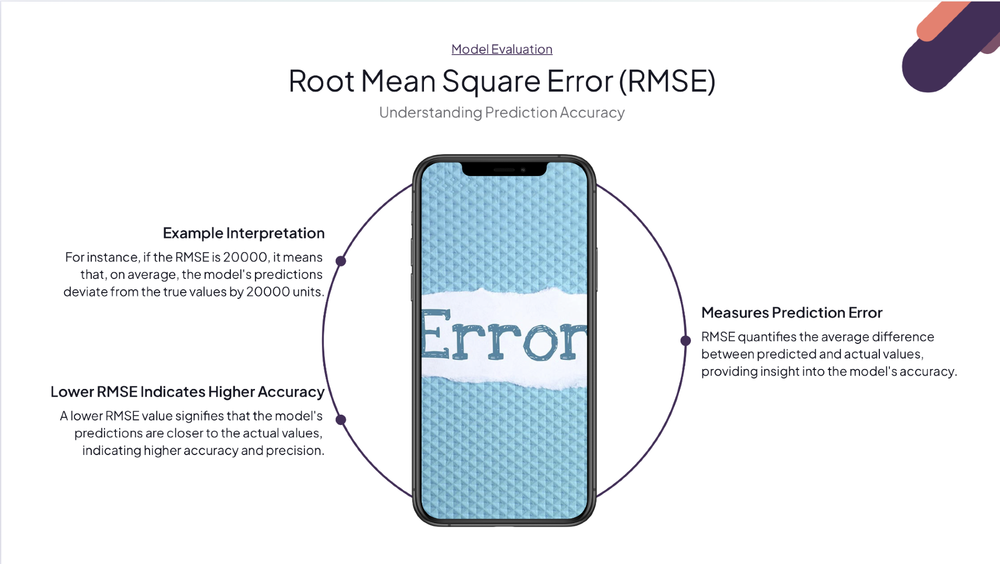 Model Evaluation
Root Mean Square Error (RMSE)
Understanding Prediction Accuracy
Example Interpretation
For instance, if the RMSE is 20000, it means
that, on average, the model's predictions
deviate from the true values by 20000 units.
Lower RMSE Indicates Higher Accuracy
A lower RMSE value signifies that the model's
predictions are closer to the actual values,
indicating higher accuracy and precision.
Error
Measures Prediction Error
RMSE quantifies the average difference
between predicted and actual values,
providing insight into the model's accuracy.